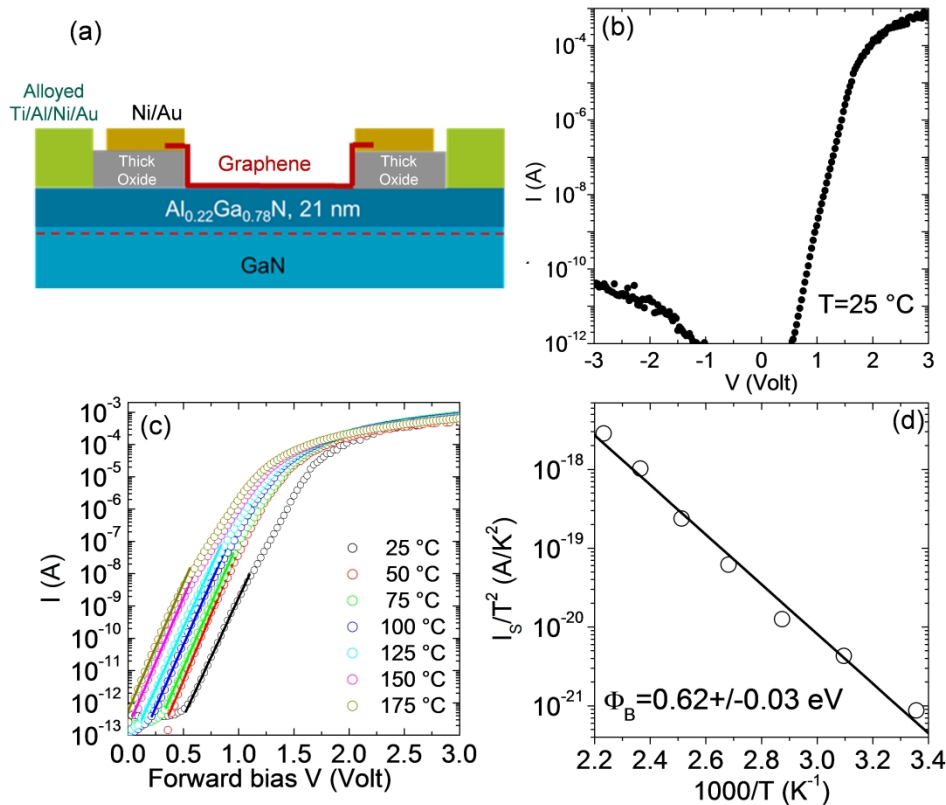 (a)
Alloyed
Ti/Al/Ni/Au
Ni/Au
Graphene
Thick
Oxide
Thick
Oxide
Al0.22Ga0.78N, 21 nm
GaN
(b)
I (A)
10-4
10-6
10-8
10-10
10-12
T=25 °C
-3 -2 -1 0 1 2 3
V (Volt)
(c)
I (A)
10-3
10-4
10-5
10-6
10-7
10-8
10-9
10-10
10-11
10-12
10-13
25 °C
50 °C
75 °C
100 °C
125 °C
150 °C
175 °C
0.0 0.5 1.0 1.5 2.0 2.5 3.0
Forward bias V (Volt)
(d)
IS/T2 (A/K2)
10-18
10-19
10-20
10-21
ΦB=0.62+/-0.03 eV
2.2 2.4 2.6 2.8 3.0 3.2 3.4
1000/T (K-1)